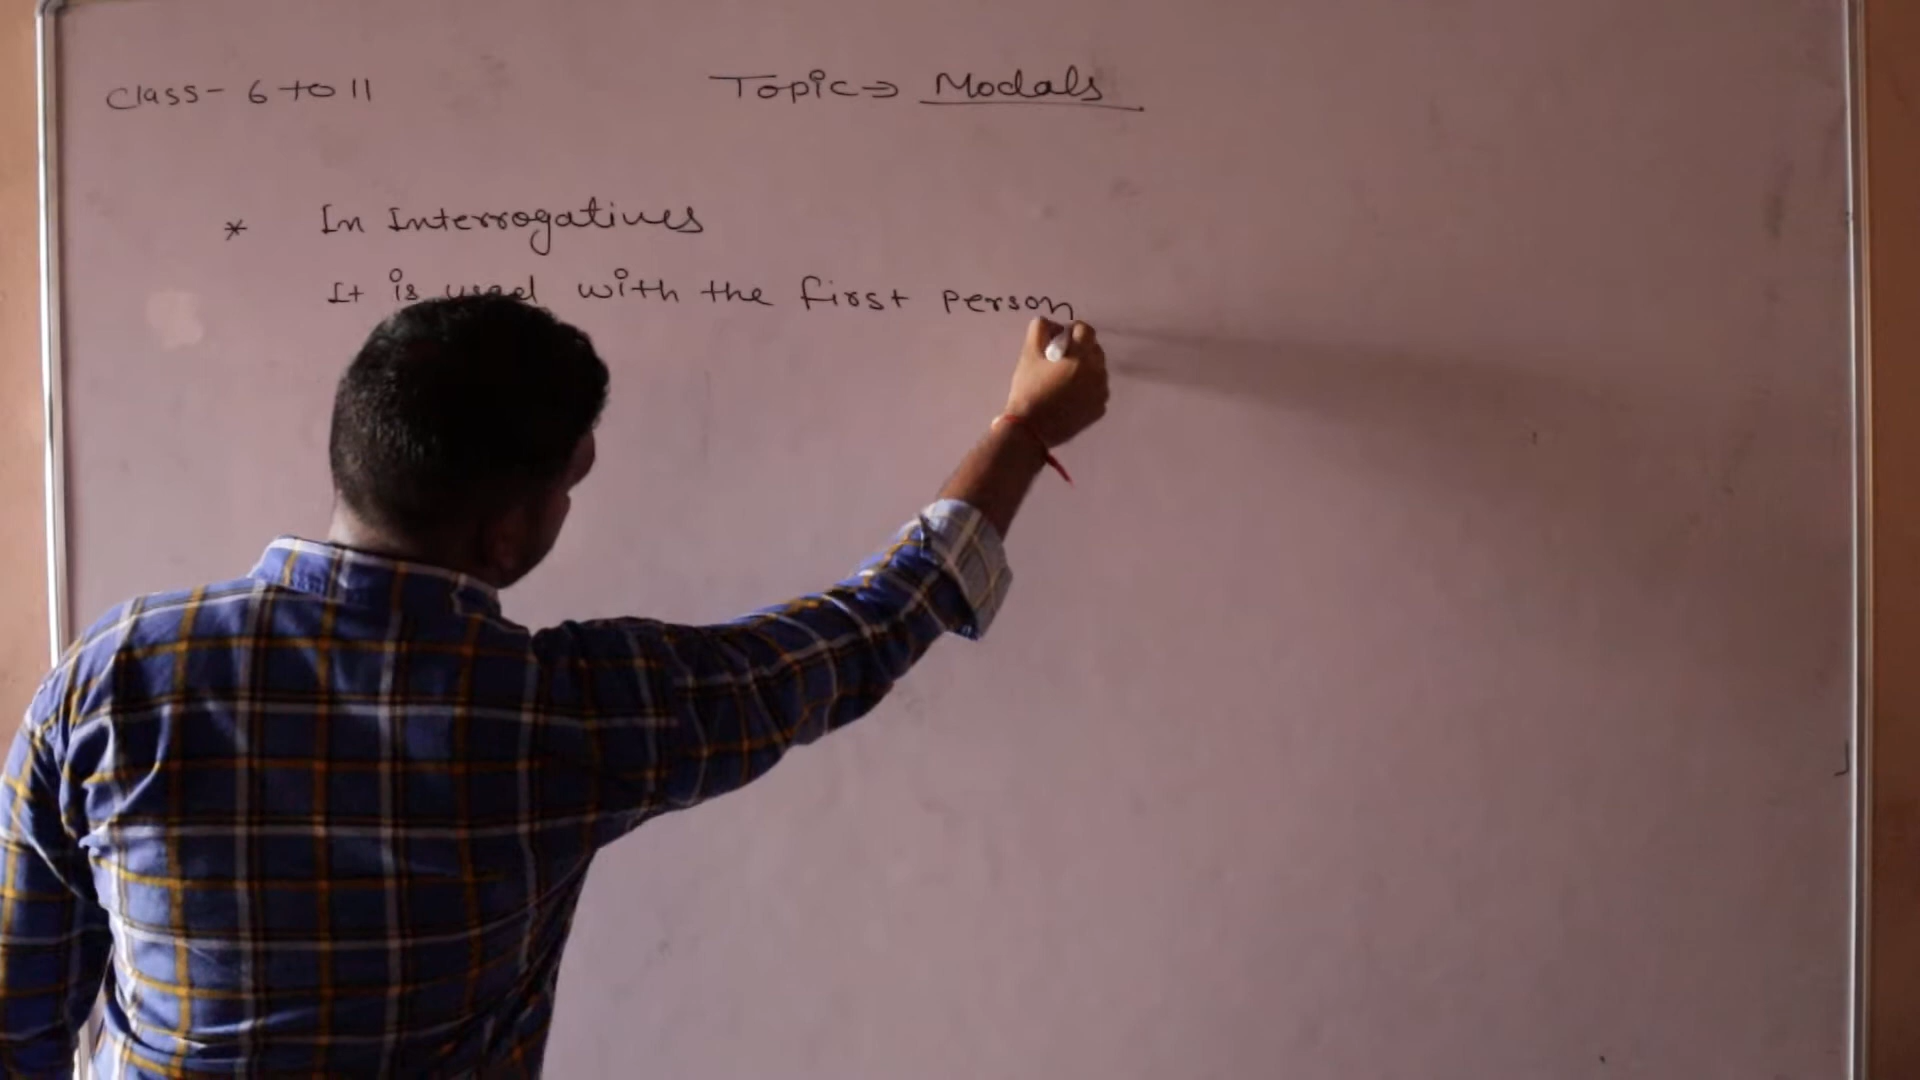 Class- 6 to 11
Topic → Modals
* In Interrogatives
It is used with the first person